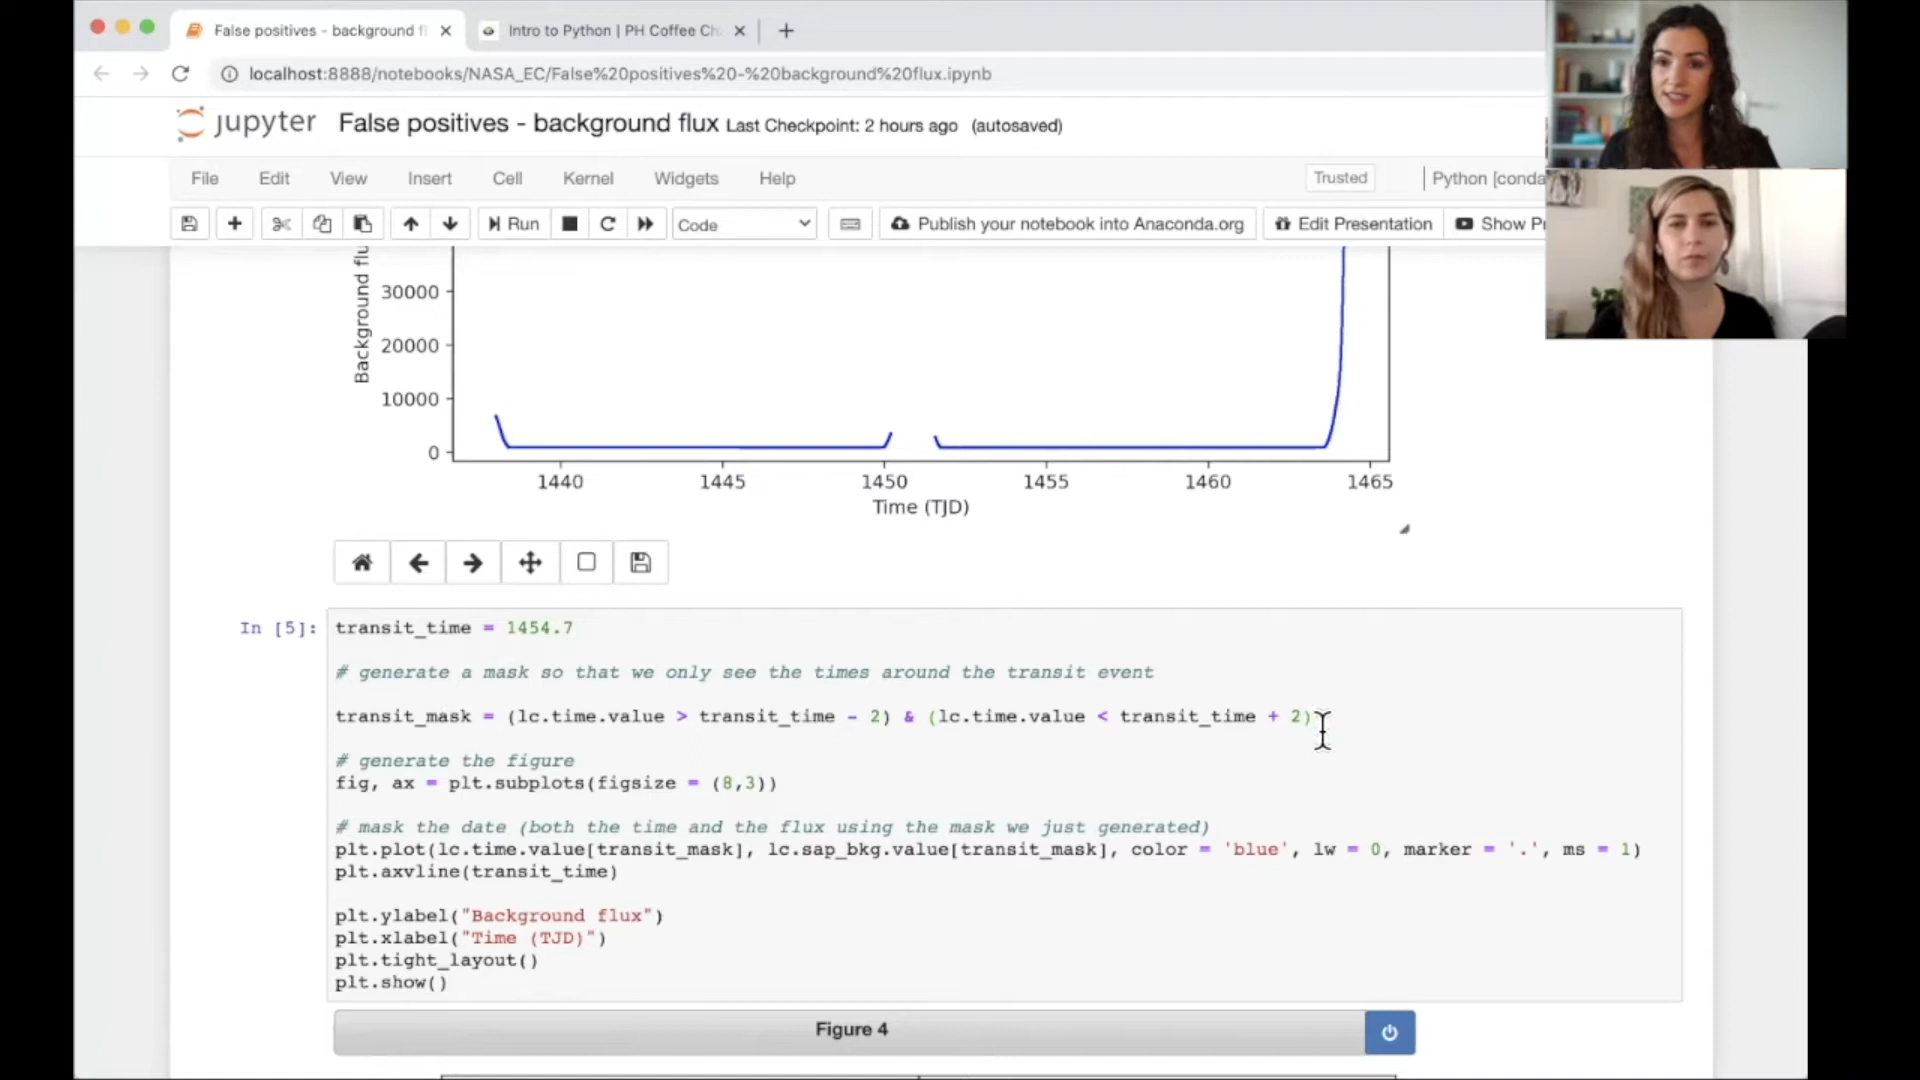 False positives - background f
Intro to Python | PH Coffee Ch
localhost:8888/notebooks/NASA_EC/False%20positives%20-%20background%20flux.ipynb
jupyter False positives - background flux Last Checkpoint: 2 hours ago (autosaved)
File Edit View Insert Cell Kernel Widgets Help Trusted Python [conda
Run Code Publish your notebook into Anaconda.org Edit Presentation Show Pr
Background flu
30000
20000
10000
0
1440 1445 1450 1455 1460 1465
Time (TJD)
In [5]: transit_time = 1454.7
# generate a mask so that we only see the times around the transit event
transit_mask = (lc.time.value > transit_time - 2) & (lc.time.value < transit_time + 2)
# generate the figure
fig, ax = plt.subplots(figsize = (8,3))
# mask the date (both the time and the flux using the mask we just generated)
plt.plot(lc.time.value[transit_mask], lc.sap_bkg.value[transit_mask], color = 'blue', lw = 0, marker = '.', ms = 1)
plt.axvline(transit_time)
plt.ylabel("Background flux")
plt.xlabel("Time (TJD)")
plt.tight_layout()
plt.show()
Figure 4